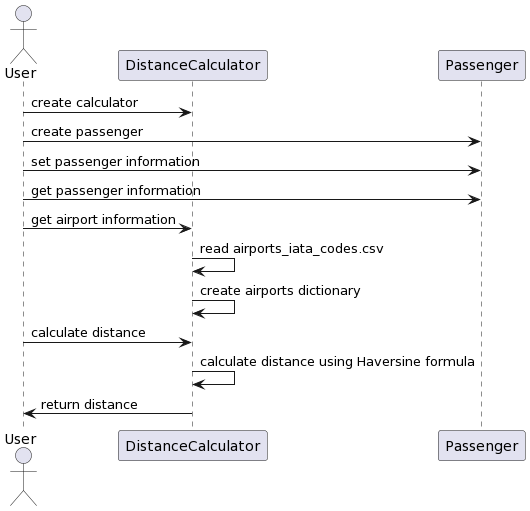 User
DistanceCalculator
Passenger
create calculator
create passenger
set passenger information
get passenger information
get airport information
read airports_iata_codes.csv
create airports dictionary
calculate distance
calculate distance using Haversine formula
return distance
User
DistanceCalculator
Passenger